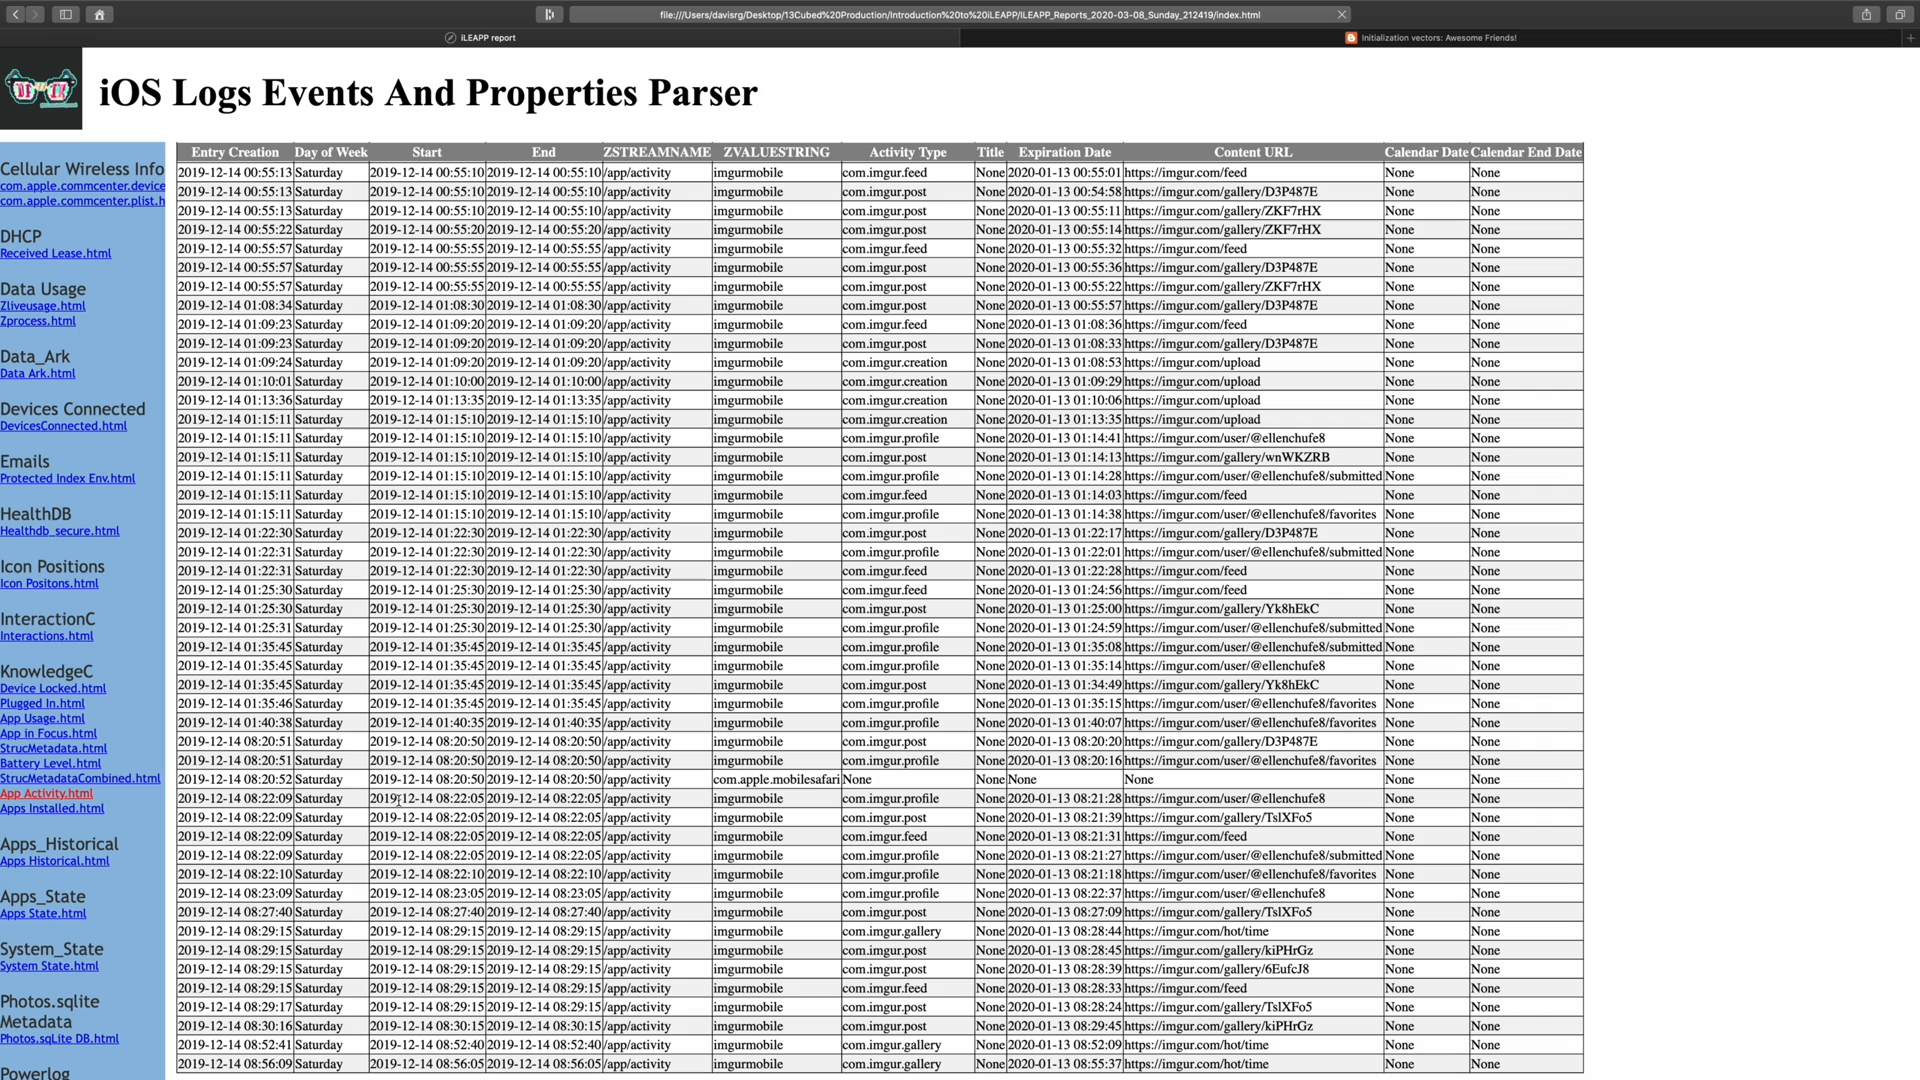 file:///Users/davisrg/Desktop/13Cubed%20Production/Introduction%20to%20iLEAPP/ILEAPP_Reports_2020-03-08_Sunday_212419/index.html
iLEAPP report
Initialization vectors: Awesome Friends!
iOS Logs Events And Properties Parser
Cellular Wireless Info
com.apple.commcenter.device
com.apple.commcenter.plist.h
DHCP
Received Lease.html
Data Usage
Zliveusage.html
Zprocess.html
Data_Ark
Data Ark.html
Devices Connected
DevicesConnected.html
Emails
Protected Index Env.html
HealthDB
Healthdb_secure.html
Icon Positions
Icon Positons.html
InteractionC
Interactions.html
KnowledgeC
Device Locked.html
Plugged In.html
App Usage.html
App in Focus.html
StrucMetadata.html
Battery Level.html
StrucMetadataCombined.html
App Activity.html
Apps Installed.html
Apps_Historical
Apps Historical.html
Apps_State
Apps State.html
System_State
System State.html
Photos.sqlite
Metadata
Photos.sqLite DB.html
Powerlog
Entry Creation Day of Week Start End ZSTREAMNAME ZVALUESTRING Activity Type Title Expiration Date Content URL Calendar Date Calendar End Date
2019-12-14 00:55:13 Saturday 2019-12-14 00:55:10 2019-12-14 00:55:10 /app/activity imgurmobile com.imgur.feed None 2020-01-13 00:55:01 https://imgur.com/feed None None
2019-12-14 00:55:13 Saturday 2019-12-14 00:55:10 2019-12-14 00:55:10 /app/activity imgurmobile com.imgur.post None 2020-01-13 00:54:58 https://imgur.com/gallery/D3P487E None None
2019-12-14 00:55:13 Saturday 2019-12-14 00:55:10 2019-12-14 00:55:10 /app/activity imgurmobile com.imgur.post None 2020-01-13 00:55:11 https://imgur.com/gallery/ZKF7rHX None None
2019-12-14 00:55:22 Saturday 2019-12-14 00:55:20 2019-12-14 00:55:20 /app/activity imgurmobile com.imgur.post None 2020-01-13 00:55:14 https://imgur.com/gallery/ZKF7rHX None None
2019-12-14 00:55:57 Saturday 2019-12-14 00:55:55 2019-12-14 00:55:55 /app/activity imgurmobile com.imgur.feed None 2020-01-13 00:55:32 https://imgur.com/feed None None
2019-12-14 00:55:57 Saturday 2019-12-14 00:55:55 2019-12-14 00:55:55 /app/activity imgurmobile com.imgur.post None 2020-01-13 00:55:36 https://imgur.com/gallery/D3P487E None None
2019-12-14 00:55:57 Saturday 2019-12-14 00:55:55 2019-12-14 00:55:55 /app/activity imgurmobile com.imgur.post None 2020-01-13 00:55:22 https://imgur.com/gallery/ZKF7rHX None None
2019-12-14 01:08:34 Saturday 2019-12-14 01:08:30 2019-12-14 01:08:30 /app/activity imgurmobile com.imgur.post None 2020-01-13 00:55:57 https://imgur.com/gallery/D3P487E None None
2019-12-14 01:09:23 Saturday 2019-12-14 01:09:20 2019-12-14 01:09:20 /app/activity imgurmobile com.imgur.feed None 2020-01-13 01:08:36 https://imgur.com/feed None None
2019-12-14 01:09:23 Saturday 2019-12-14 01:09:20 2019-12-14 01:09:20 /app/activity imgurmobile com.imgur.post None 2020-01-13 01:08:33 https://imgur.com/gallery/D3P487E None None
2019-12-14 01:09:24 Saturday 2019-12-14 01:09:20 2019-12-14 01:09:20 /app/activity imgurmobile com.imgur.creation None 2020-01-13 01:08:53 https://imgur.com/upload None None
2019-12-14 01:10:01 Saturday 2019-12-14 01:10:00 2019-12-14 01:10:00 /app/activity imgurmobile com.imgur.creation None 2020-01-13 01:09:29 https://imgur.com/upload None None
2019-12-14 01:13:36 Saturday 2019-12-14 01:13:35 2019-12-14 01:13:35 /app/activity imgurmobile com.imgur.creation None 2020-01-13 01:10:06 https://imgur.com/upload None None
2019-12-14 01:15:11 Saturday 2019-12-14 01:15:10 2019-12-14 01:15:10 /app/activity imgurmobile com.imgur.creation None 2020-01-13 01:13:35 https://imgur.com/upload None None
2019-12-14 01:15:11 Saturday 2019-12-14 01:15:10 2019-12-14 01:15:10 /app/activity imgurmobile com.imgur.profile None 2020-01-13 01:14:41 https://imgur.com/user/@ellenchufe8 None None
2019-12-14 01:15:11 Saturday 2019-12-14 01:15:10 2019-12-14 01:15:10 /app/activity imgurmobile com.imgur.post None 2020-01-13 01:14:13 https://imgur.com/gallery/wnWKZRB None None
2019-12-14 01:15:11 Saturday 2019-12-14 01:15:10 2019-12-14 01:15:10 /app/activity imgurmobile com.imgur.profile None 2020-01-13 01:14:28 https://imgur.com/user/@ellenchufe8/submitted None None
2019-12-14 01:15:11 Saturday 2019-12-14 01:15:10 2019-12-14 01:15:10 /app/activity imgurmobile com.imgur.feed None 2020-01-13 01:14:03 https://imgur.com/feed None None
2019-12-14 01:15:11 Saturday 2019-12-14 01:15:10 2019-12-14 01:15:10 /app/activity imgurmobile com.imgur.profile None 2020-01-13 01:14:38 https://imgur.com/user/@ellenchufe8/favorites None None
2019-12-14 01:22:30 Saturday 2019-12-14 01:22:30 2019-12-14 01:22:30 /app/activity imgurmobile com.imgur.post None 2020-01-13 01:22:17 https://imgur.com/gallery/D3P487E None None
2019-12-14 01:22:31 Saturday 2019-12-14 01:22:30 2019-12-14 01:22:30 /app/activity imgurmobile com.imgur.profile None 2020-01-13 01:22:01 https://imgur.com/user/@ellenchufe8/submitted None None
2019-12-14 01:22:31 Saturday 2019-12-14 01:22:30 2019-12-14 01:22:30 /app/activity imgurmobile com.imgur.feed None 2020-01-13 01:22:28 https://imgur.com/feed None None
2019-12-14 01:25:30 Saturday 2019-12-14 01:25:30 2019-12-14 01:25:30 /app/activity imgurmobile com.imgur.feed None 2020-01-13 01:24:56 https://imgur.com/feed None None
2019-12-14 01:25:30 Saturday 2019-12-14 01:25:30 2019-12-14 01:25:30 /app/activity imgurmobile com.imgur.post None 2020-01-13 01:25:00 https://imgur.com/gallery/Yk8hEkC None None
2019-12-14 01:25:31 Saturday 2019-12-14 01:25:30 2019-12-14 01:25:30 /app/activity imgurmobile com.imgur.profile None 2020-01-13 01:24:59 https://imgur.com/user/@ellenchufe8/submitted None None
2019-12-14 01:35:45 Saturday 2019-12-14 01:35:45 2019-12-14 01:35:45 /app/activity imgurmobile com.imgur.profile None 2020-01-13 01:35:08 https://imgur.com/user/@ellenchufe8/submitted None None
2019-12-14 01:35:45 Saturday 2019-12-14 01:35:45 2019-12-14 01:35:45 /app/activity imgurmobile com.imgur.profile None 2020-01-13 01:35:14 https://imgur.com/user/@ellenchufe8 None None
2019-12-14 01:35:45 Saturday 2019-12-14 01:35:45 2019-12-14 01:35:45 /app/activity imgurmobile com.imgur.post None 2020-01-13 01:34:49 https://imgur.com/gallery/Yk8hEkC None None
2019-12-14 01:35:46 Saturday 2019-12-14 01:35:45 2019-12-14 01:35:45 /app/activity imgurmobile com.imgur.profile None 2020-01-13 01:35:15 https://imgur.com/user/@ellenchufe8/favorites None None
2019-12-14 01:40:38 Saturday 2019-12-14 01:40:35 2019-12-14 01:40:35 /app/activity imgurmobile com.imgur.profile None 2020-01-13 01:40:07 https://imgur.com/user/@ellenchufe8/favorites None None
2019-12-14 08:20:51 Saturday 2019-12-14 08:20:50 2019-12-14 08:20:50 /app/activity imgurmobile com.imgur.post None 2020-01-13 08:20:20 https://imgur.com/gallery/D3P487E None None
2019-12-14 08:20:51 Saturday 2019-12-14 08:20:50 2019-12-14 08:20:50 /app/activity imgurmobile com.imgur.profile None 2020-01-13 08:20:16 https://imgur.com/user/@ellenchufe8/favorites None None
2019-12-14 08:20:52 Saturday 2019-12-14 08:20:50 2019-12-14 08:20:50 /app/activity com.apple.mobilesafari None None None None None None
2019-12-14 08:22:09 Saturday 2019-12-14 08:22:05 2019-12-14 08:22:05 /app/activity imgurmobile com.imgur.profile None 2020-01-13 08:21:28 https://imgur.com/user/@ellenchufe8 None None
2019-12-14 08:22:09 Saturday 2019-12-14 08:22:05 2019-12-14 08:22:05 /app/activity imgurmobile com.imgur.post None 2020-01-13 08:21:39 https://imgur.com/gallery/TslXFo5 None None
2019-12-14 08:22:09 Saturday 2019-12-14 08:22:05 2019-12-14 08:22:05 /app/activity imgurmobile com.imgur.feed None 2020-01-13 08:21:31 https://imgur.com/feed None None
2019-12-14 08:22:09 Saturday 2019-12-14 08:22:05 2019-12-14 08:22:05 /app/activity imgurmobile com.imgur.profile None 2020-01-13 08:21:27 https://imgur.com/user/@ellenchufe8/submitted None None
2019-12-14 08:22:10 Saturday 2019-12-14 08:22:10 2019-12-14 08:22:10 /app/activity imgurmobile com.imgur.profile None 2020-01-13 08:21:18 https://imgur.com/user/@ellenchufe8/favorites None None
2019-12-14 08:23:09 Saturday 2019-12-14 08:23:05 2019-12-14 08:23:05 /app/activity imgurmobile com.imgur.profile None 2020-01-13 08:22:37 https://imgur.com/user/@ellenchufe8 None None
2019-12-14 08:27:40 Saturday 2019-12-14 08:27:40 2019-12-14 08:27:40 /app/activity imgurmobile com.imgur.post None 2020-01-13 08:27:09 https://imgur.com/gallery/TslXFo5 None None
2019-12-14 08:29:15 Saturday 2019-12-14 08:29:15 2019-12-14 08:29:15 /app/activity imgurmobile com.imgur.gallery None 2020-01-13 08:28:44 https://imgur.com/hot/time None None
2019-12-14 08:29:15 Saturday 2019-12-14 08:29:15 2019-12-14 08:29:15 /app/activity imgurmobile com.imgur.post None 2020-01-13 08:28:45 https://imgur.com/gallery/kiPHrGz None None
2019-12-14 08:29:15 Saturday 2019-12-14 08:29:15 2019-12-14 08:29:15 /app/activity imgurmobile com.imgur.post None 2020-01-13 08:28:39 https://imgur.com/gallery/6EufcJ8 None None
2019-12-14 08:29:15 Saturday 2019-12-14 08:29:15 2019-12-14 08:29:15 /app/activity imgurmobile com.imgur.feed None 2020-01-13 08:28:33 https://imgur.com/feed None None
2019-12-14 08:29:17 Saturday 2019-12-14 08:29:15 2019-12-14 08:29:15 /app/activity imgurmobile com.imgur.post None 2020-01-13 08:28:24 https://imgur.com/gallery/TslXFo5 None None
2019-12-14 08:30:16 Saturday 2019-12-14 08:30:15 2019-12-14 08:30:15 /app/activity imgurmobile com.imgur.post None 2020-01-13 08:29:45 https://imgur.com/gallery/kiPHrGz None None
2019-12-14 08:52:41 Saturday 2019-12-14 08:52:40 2019-12-14 08:52:40 /app/activity imgurmobile com.imgur.gallery None 2020-01-13 08:52:09 https://imgur.com/hot/time None None
2019-12-14 08:56:09 Saturday 2019-12-14 08:56:05 2019-12-14 08:56:05 /app/activity imgurmobile com.imgur.gallery None 2020-01-13 08:55:37 https://imgur.com/hot/time None None